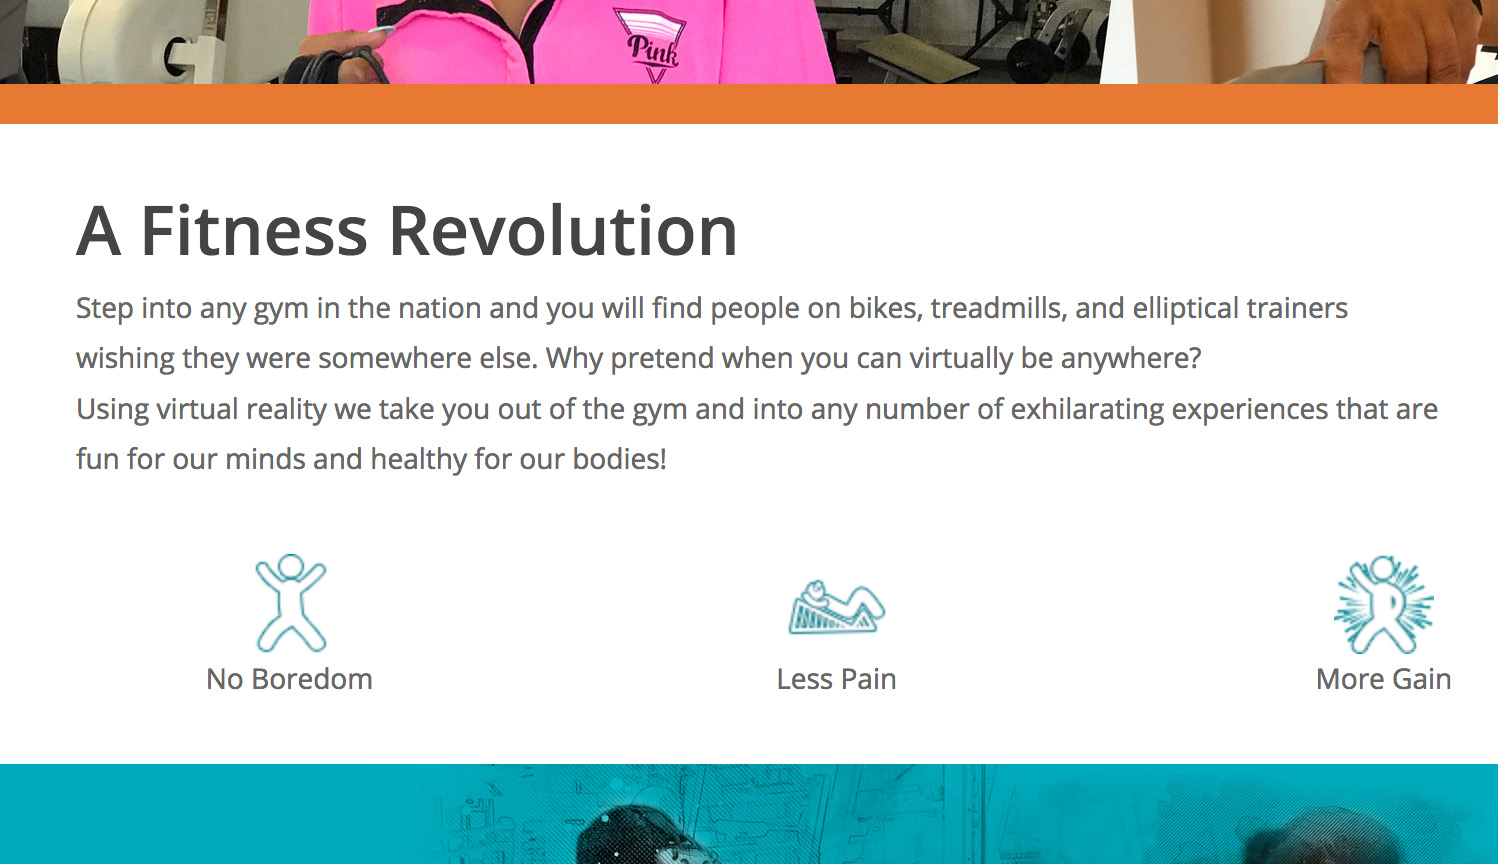 Pink
A Fitness Revolution
Step into any gym in the nation and you will find people on bikes, treadmills, and elliptical trainers
wishing they were somewhere else. Why pretend when you can virtually be anywhere?
Using virtual reality we take you out of the gym and into any number of exhilarating experiences that are
fun for our minds and healthy for our bodies!
No Boredom
Less Pain
More Gain